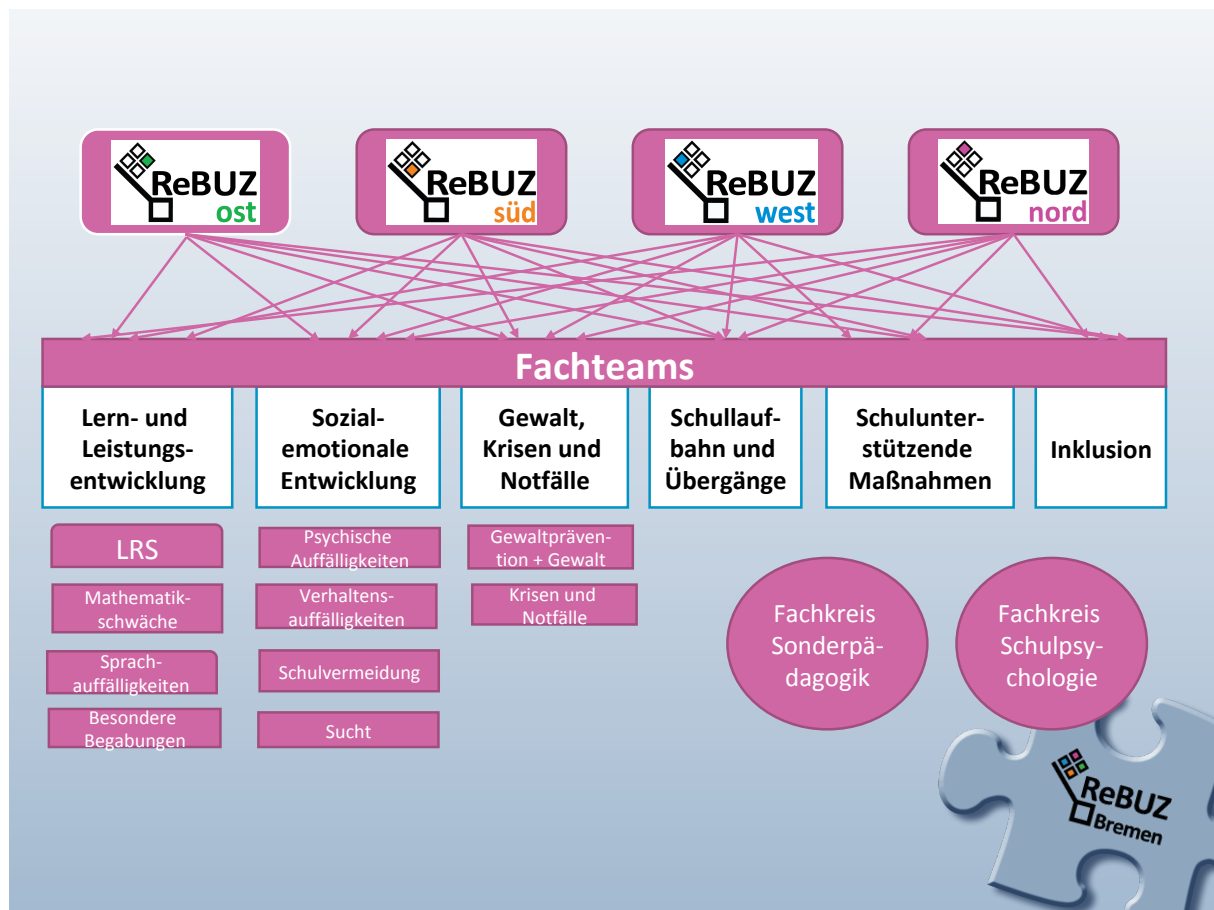 ReBUZ
ost
ReBUZ
süd
ReBUZ
west
ReBUZ
nord
Fachteams
Lern- und
Leistungs-
entwicklung
Sozial-
emotionale
Entwicklung
Gewalt,
Krisen und
Notfälle
Schullauf-
bahn und
Übergänge
Schulunter-
stützende
Maßnahmen
Inklusion
LRS
Mathematik-
schwäche
Sprach-
auffälligkeiten
Besondere
Begabungen
Psychische
Auffälligkeiten
Verhaltens-
auffälligkeiten
Schulvermeidung
Sucht
Gewaltpräven-
tion + Gewalt
Krisen und
Notfälle
Fachkreis
Sonderpä-
dagogik
Fachkreis
Schulpsy-
chologie
ReBUZ
Bremen